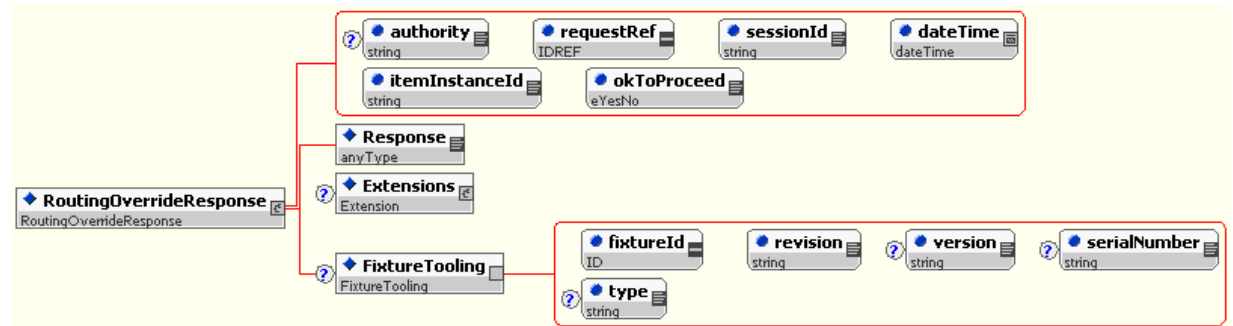 ? authority requestRef sessionId dateTime
string IDREF string dateTime
itemInstanceId okToProceed
string eYesNo
Response
anyType
? Extensions
Extension
RoutingOverrideResponse
RoutingOverrideResponse
? FixtureTooling
FixtureTooling
fixtureId revision ? version ? serialNumber
ID string string string
? type
string